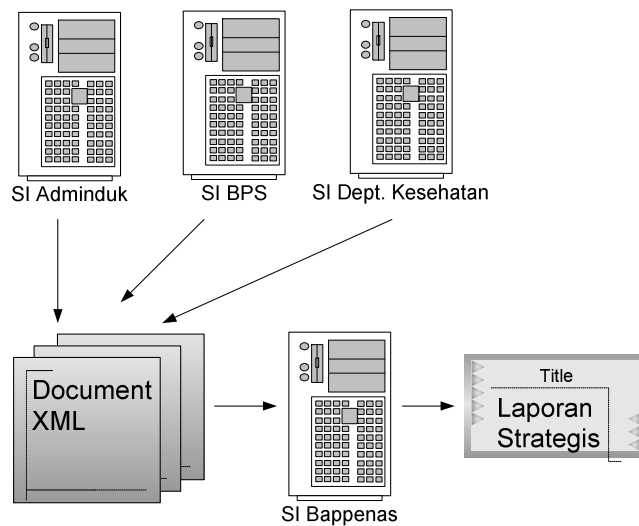 SI Adminduk
SI BPS
SI Dept. Kesehatan
Document
XML
SI Bappenas
Title
Laporan
Strategis